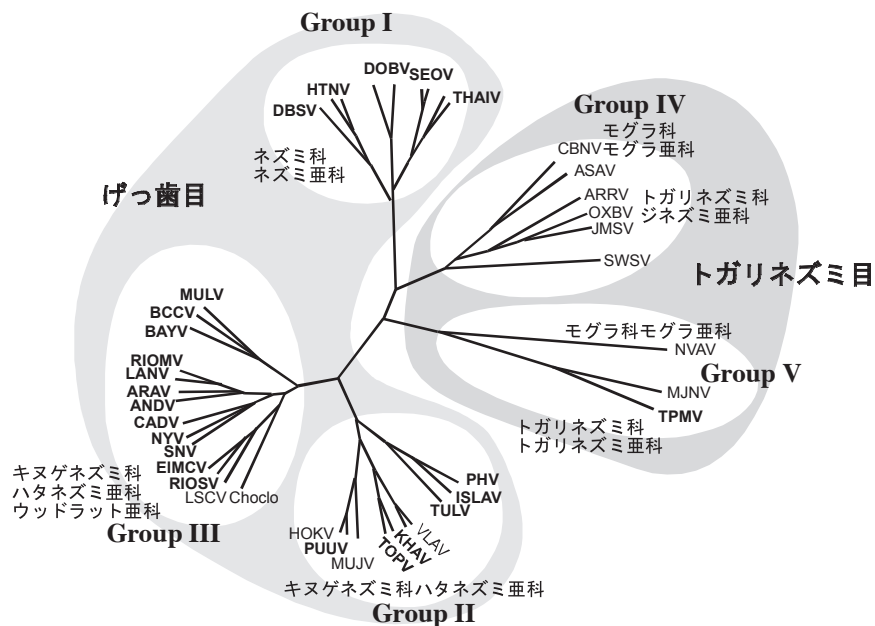 Group I
DOBV
SEOV
HTNV
THAIV
DBSV
Group IV
モグラ科
CBNVモグラ亜科
ASAV
ネズミ科
ネズミ亜科
げっ歯目
ARRV
トガリネズミ科
OXBV
ジネズミ亜科
JMSV
SWSV
トガリネズミ目
MULV
BCCV
BAYV
モグラ科モグラ亜科
NVAV
RIOMV
LANV
Group V
ARAV
MJNV
ANDV
TPMV
CADV
NYV
トガリネズミ科
トガリネズミ亜科
SNV
EIMCV
RIOSV
LSCV
Choclo
キヌゲネズミ科
ハタネズミ亜科
ウッドラット亜科
Group III
PHV
ISLAV
TULV
HOKV
PUUV
MUJV
VLAV
KHAV
TOPV
キヌゲネズミ科ハタネズミ亜科
Group II